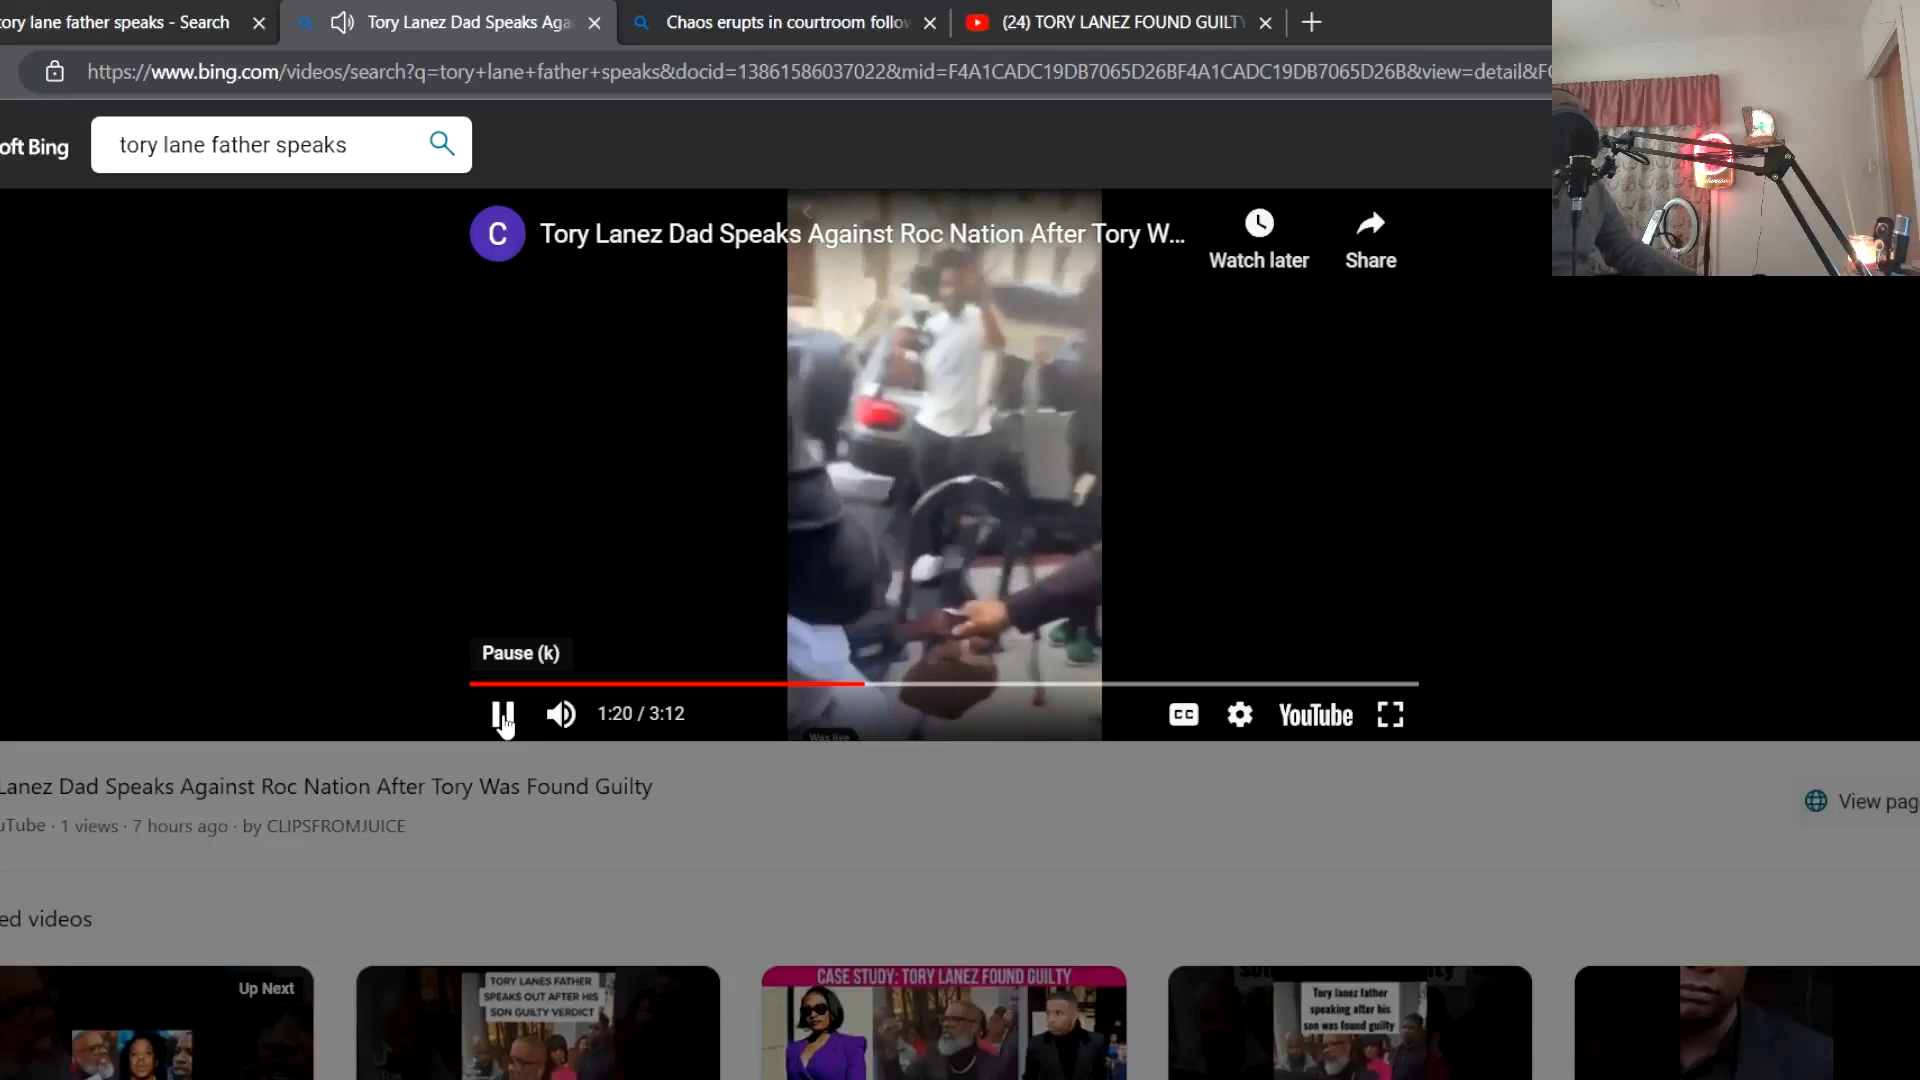 ory lane father speaks - Search
Tory Lanez Dad Speaks Aga
Chaos erupts in courtroom follo
(24) TORY LANEZ FOUND GUILTY
https://www.bing.com/videos/search?q=tory+lane+father+speaks&docid=13861586037022&mid=F4A1CADC19DB7065D26BF4A1CADC19DB7065D26B&view=detail&F
oft Bing
tory lane father speaks
C
Tory Lanez Dad Speaks Against Roc Nation After Tory W...
Watch later
Share
Pause (k)
1:20 / 3:12
CC
YouTube
Was live
Lanez Dad Speaks Against Roc Nation After Tory Was Found Guilty
uTube · 1 views · 7 hours ago · by CLIPSFROMJUICE
View pag
ed videos
Up Next
TORY LANES FATHER
SPEAKS OUT AFTER HIS
SON GUILTY VERDICT
CASE STUDY: TORY LANEZ FOUND GUILTY
Tory lanez father
speaking after his
son was found guilty